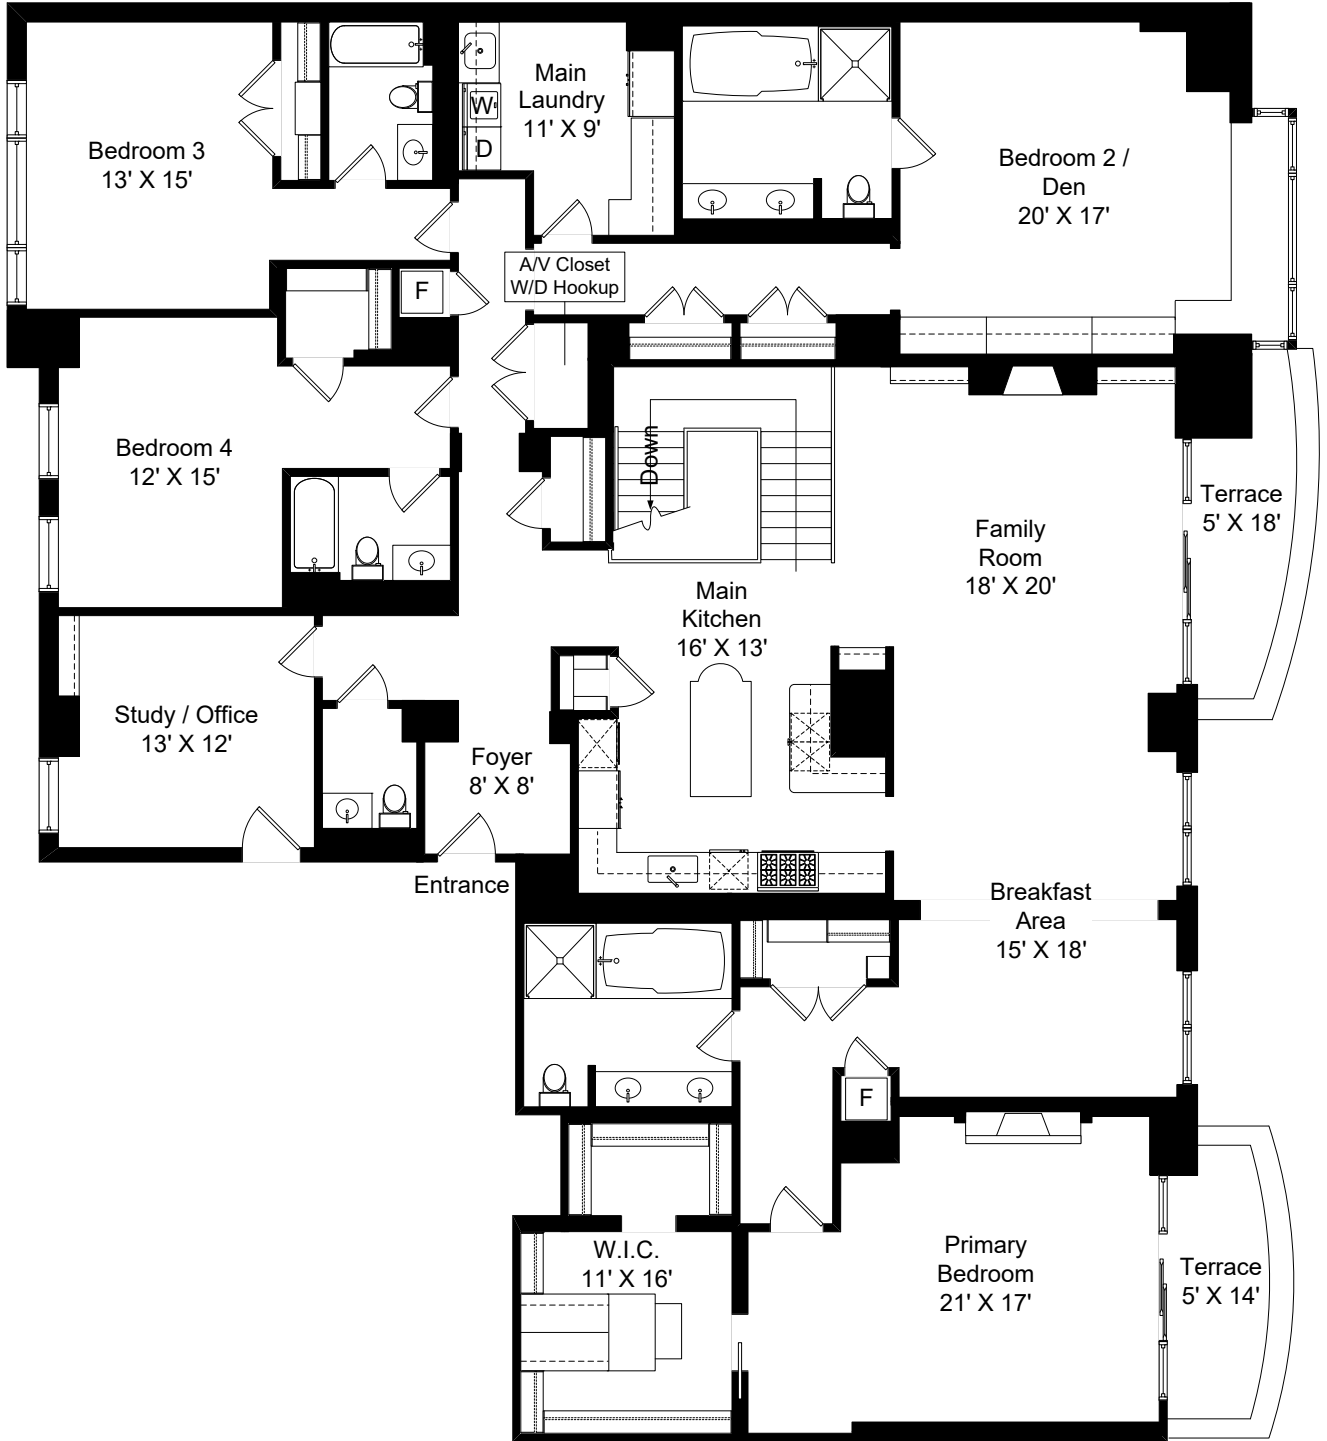 Bedroom 3
13' X 15'
Main
Laundry
11' X 9'
W
D
Bedroom 2 /
Den
20' X 17'
A/V Closet
W/D Hookup
F
Bedroom 4
12' X 15'
Down
Family
Room
18' X 20'
Terrace
5' X 18'
Main
Kitchen
16' X 13'
Study / Office
13' X 12'
Foyer
8' X 8'
Entrance
Breakfast
Area
15' X 18'
F
W.I.C.
11' X 16'
Primary
Bedroom
21' X 17'
Terrace
5' X 14'